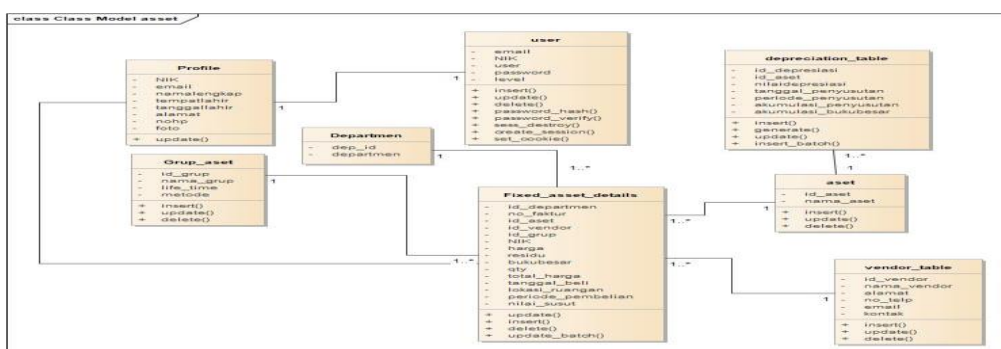 class Class Model asset
Profile
- NIK
- email
- namalengkap
- tempatlahir
- tanggallahir
- alamat
- nohp
- foto
+ update()
user
- email
- NIK
- user
- password
- level
+ insert()
+ update()
+ delete()
+ password_hash()
+ password_verify()
+ sess_destroy()
+ create_session()
+ set_cookie()
depreciation_table
- id_depresiasi
- id_aset
- nilaidepresiasi
- tanggal_penyusutan
- periode_penyusutan
- akumulasi_penyusutan
- akumulasi_bukubesar
+ insert()
+ generate()
+ update()
+ insert_batch()
Departmen
- dep_id
- departmen
Grup_aset
- id_grup
- nama_grup
- life_time
- metode
+ insert()
+ update()
+ delete()
Fixed_asset_details
- id_departmen
- no_faktur
- id_aset
- id_vendor
- id_grup
- NIK
- harga
- residu
- bukubesar
- qty
- total_harga
- tanggal_beli
- lokasi_ruangan
- periode_pembelian
- nilai_susut
+ update()
+ insert()
+ delete()
+ update_batch()
aset
- id_aset
- nama_aset
+ insert()
+ update()
+ delete()
vendor_table
- id_vendor
- nama_vendor
- alamat
- no_telp
- email
- kontak
+ insert()
+ update()
+ delete()
1
1
1
1
1..*
1..*
1
1..*
1
1..*
1..*
1
1